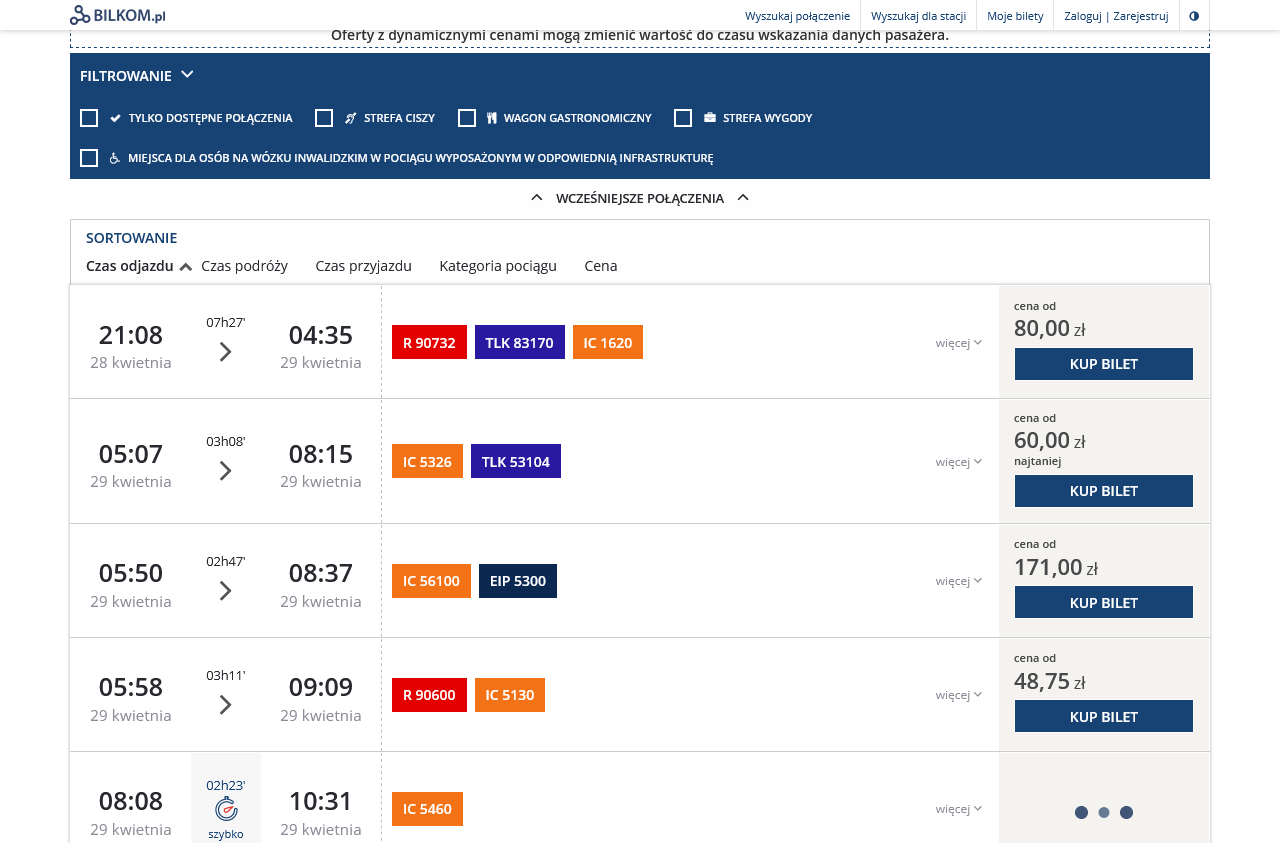 BILKOM.pl
Wyszukaj połączenie
Wyszukaj dla stacji
Moje bilety
Zaloguj | Zarejestruj
Oferty z dynamicznymi cenami mogą zmienić wartość do czasu wskazania danych pasażera.
FILTROWANIE
TYLKO DOSTĘPNE POŁĄCZENIA
STREFA CISZY
WAGON GASTRONOMICZNY
STREFA WYGODY
MIEJSCA DLA OSÓB NA WÓZKU INWALIDZKIM W POCIĄGU WYPOSAŻONYM W ODPOWIEDNIĄ INFRASTRUKTURĘ
WCZEŚNIEJSZE POŁĄCZENIA
SORTOWANIE
Czas odjazdu
Czas podróży
Czas przyjazdu
Kategoria pociągu
Cena
21:08
28 kwietnia
07h27'
04:35
29 kwietnia
R 90732
TLK 83170
IC 1620
więcej
cena od
80,00 zł
KUP BILET
05:07
29 kwietnia
03h08'
08:15
29 kwietnia
IC 5326
TLK 53104
więcej
cena od
60,00 zł
najtaniej
KUP BILET
05:50
29 kwietnia
02h47'
08:37
29 kwietnia
IC 56100
EIP 5300
więcej
cena od
171,00 zł
KUP BILET
05:58
29 kwietnia
03h11'
09:09
29 kwietnia
R 90600
IC 5130
więcej
cena od
48,75 zł
KUP BILET
08:08
29 kwietnia
02h23'
szybko
10:31
29 kwietnia
IC 5460
więcej